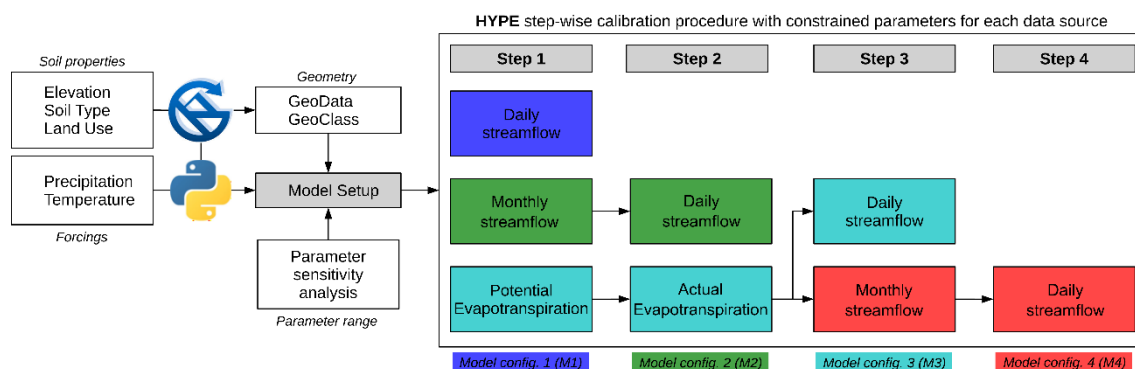 HYPE step-wise calibration procedure with constrained parameters for each data source
Soil properties
Elevation
Soil Type
Land Use
Precipitation
Temperature
Forcings
Geometry
GeoData
GeoClass
Model Setup
Parameter
sensitivity
analysis
Parameter range
Step 1
Step 2
Step 3
Step 4
Daily
streamflow
Monthly
streamflow
Daily
streamflow
Daily
streamflow
Potential
Evapotranspiration
Actual
Evapotranspiration
Monthly
streamflow
Daily
streamflow
Model config. 1 (M1)
Model config. 2 (M2)
Model config. 3 (M3)
Model config. 4 (M4)